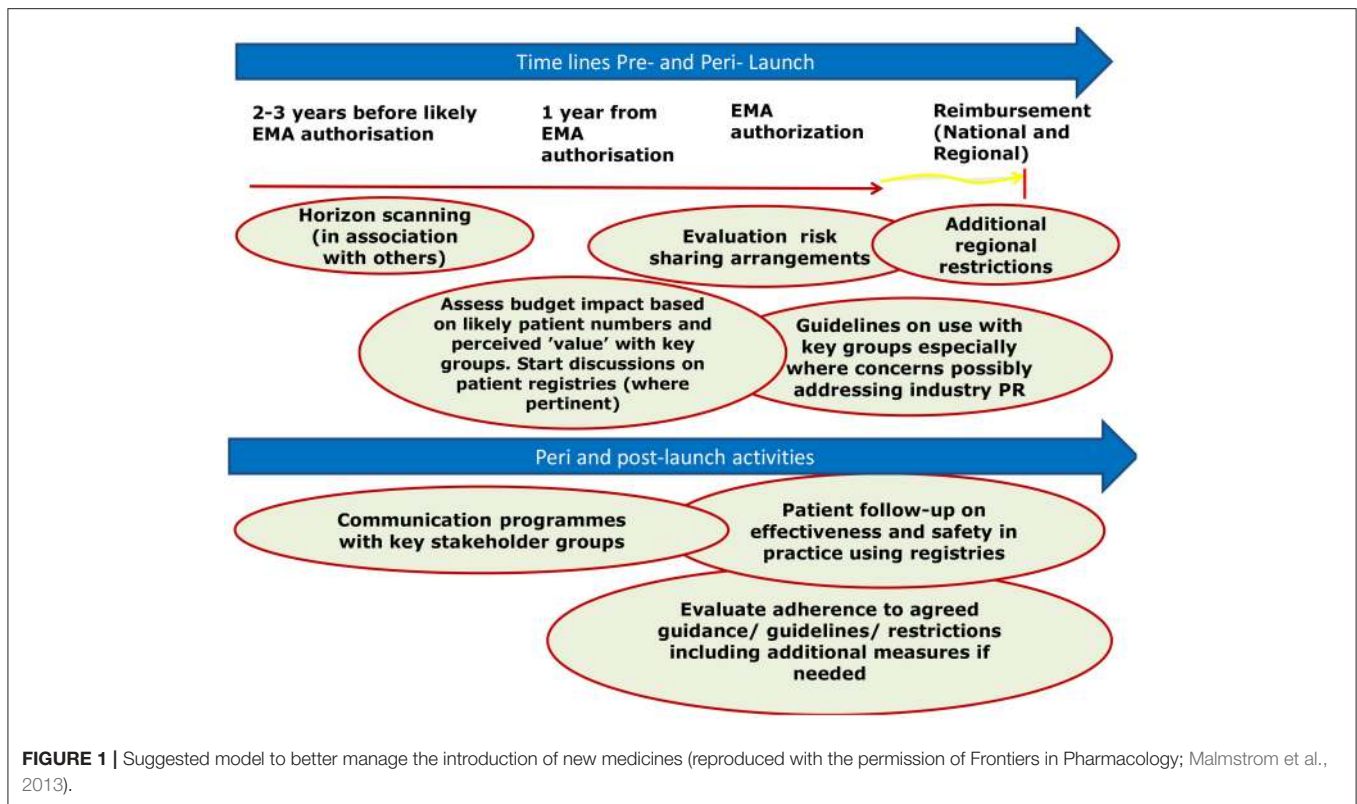 Time lines Pre- and Peri- Launch
2-3 years before likely
EMA authorisation
1 year from
EMA
authorisation
EMA
authorization
Reimbursement
(National and
Regional)
Horizon scanning
(in association
with others)
Evaluation risk
sharing arrangements
Additional
regional
restrictions
Assess budget impact based
on likely patient numbers and
perceived 'value' with key
groups. Start discussions on
patient registries (where
pertinent)
Guidelines on use with
key groups especially
where concerns possibly
addressing industry PR
Peri and post-launch activities
Communication programmes
with key stakeholder groups
Patient follow-up on
effectiveness and safety in
practice using registries
Evaluate adherence to agreed
guidance/ guidelines/ restrictions
including additional measures if
needed
FIGURE 1 | Suggested model to better manage the introduction of new medicines (reproduced with the permission of Frontiers in Pharmacology; Malmstrom et al.,
2013).